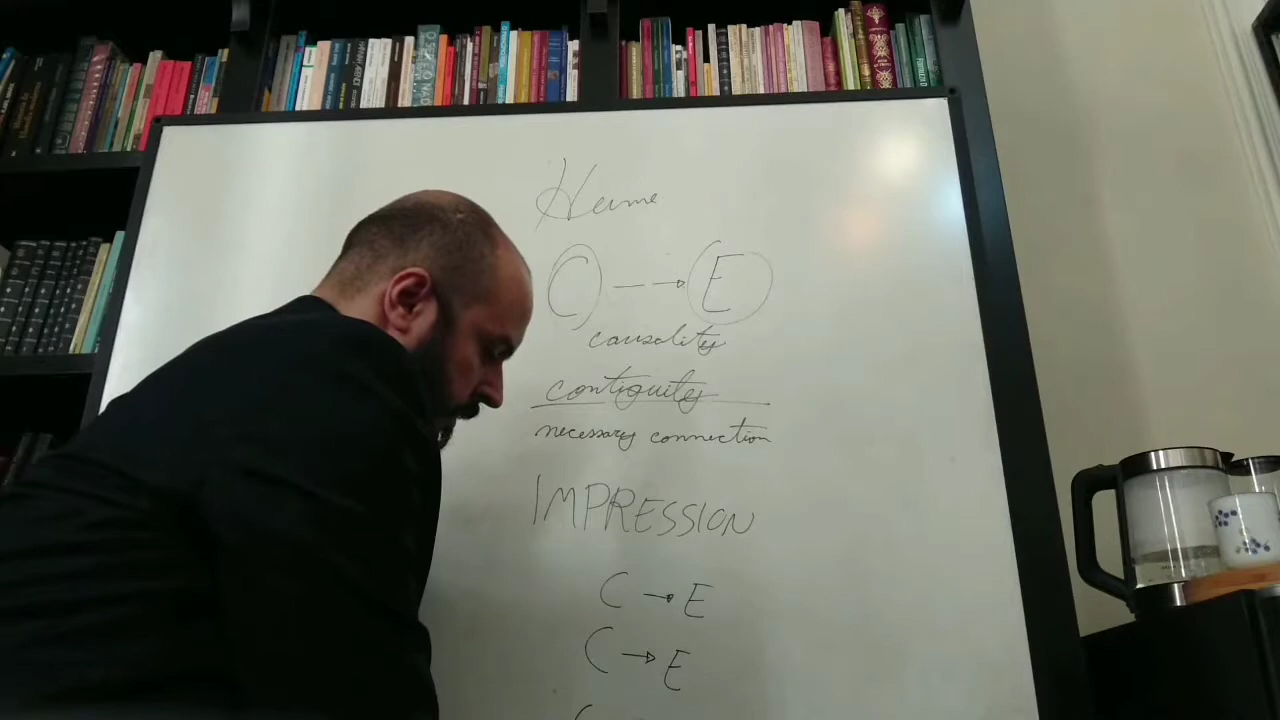 Hume
C → E
causality
contiguity
necessary connection
IMPRESSION
C → E
C → E
C